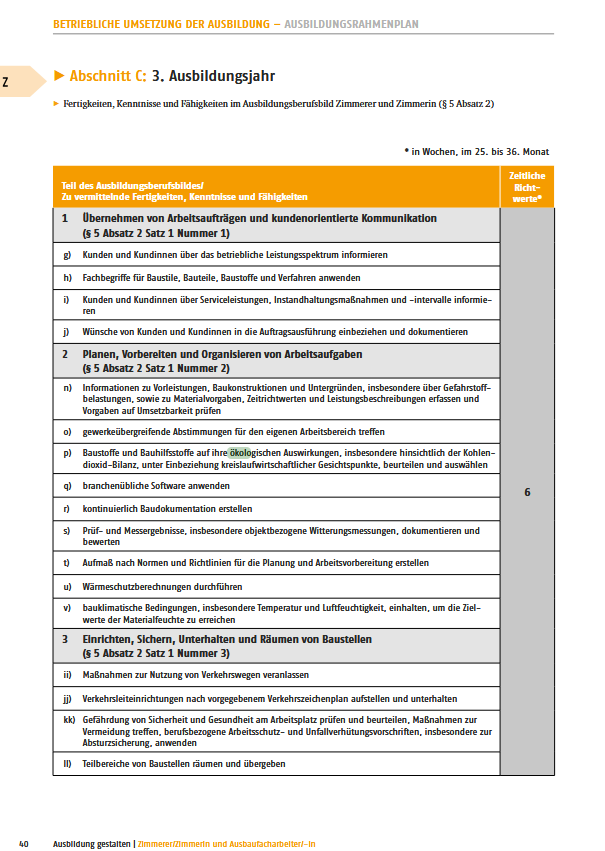 BETRIEBLICHE UMSETZUNG DER AUSBILDUNG – AUSBILDUNGSRAHMENPLAN
Z
► Abschnitt C: 3. Ausbildungsjahr
► Fertigkeiten, Kenntnisse und Fähigkeiten im Ausbildungsberufsbild Zimmerer und Zimmerin (§ 5 Absatz 2)
* in Wochen, im 25. bis 36. Monat
Teil des Ausbildungsberufsbildes/
Zu vermittelnde Fertigkeiten, Kenntnisse und Fähigkeiten
Zeitliche
Richt-
werte*
1 Übernehmen von Arbeitsaufträgen und kundenorientierte Kommunikation
(§ 5 Absatz 2 Satz 1 Nummer 1)
g) Kunden und Kundinnen über das betriebliche Leistungsspektrum informieren
h) Fachbegriffe für Baustile, Bauteile, Baustoffe und Verfahren anwenden
i) Kunden und Kundinnen über Serviceleistungen, Instandhaltungsmaßnahmen und -intervalle informie-
ren
j) Wünsche von Kunden und Kundinnen in die Auftragsausführung einbeziehen und dokumentieren
2 Planen, Vorbereiten und Organisieren von Arbeitsaufgaben
(§ 5 Absatz 2 Satz 1 Nummer 2)
n) Informationen zu Vorleistungen, Baukonstruktionen und Untergründen, insbesondere über Gefahrstoff-
belastungen, sowie zu Materialvorgaben, Zeitrichtwerten und Leistungsbeschreibungen erfassen und
Vorgaben auf Umsetzbarkeit prüfen
o) gewerkeübergreifende Abstimmungen für den eigenen Arbeitsbereich treffen
p) Baustoffe und Bauhilfsstoffe auf ihre ökologischen Auswirkungen, insbesondere hinsichtlich der Kohlen-
dioxid-Bilanz, unter Einbeziehung kreislaufwirtschaftlicher Gesichtspunkte, beurteilen und auswählen
q) branchenübliche Software anwenden
r) kontinuierlich Baudokumentation erstellen
s) Prüf- und Messergebnisse, insbesondere objektbezogene Witterungsmessungen, dokumentieren und
bewerten
t) Aufmaß nach Normen und Richtlinien für die Planung und Arbeitsvorbereitung erstellen
u) Wärmeschutzberechnungen durchführen
v) bauklimatische Bedingungen, insbesondere Temperatur und Luftfeuchtigkeit, einhalten, um die Ziel-
werte der Materialfeuchte zu erreichen
3 Einrichten, Sichern, Unterhalten und Räumen von Baustellen
(§ 5 Absatz 2 Satz 1 Nummer 3)
ii) Maßnahmen zur Nutzung von Verkehrswegen veranlassen
jj) Verkehrsleiteinrichtungen nach vorgegebenem Verkehrszeichenplan aufstellen und unterhalten
kk) Gefährdung von Sicherheit und Gesundheit am Arbeitsplatz prüfen und beurteilen, Maßnahmen zur
Vermeidung treffen, berufsbezogene Arbeitsschutz- und Unfallverhütungsvorschriften, insbesondere zur
Absturzsicherung, anwenden
ll) Teilbereiche von Baustellen räumen und übergeben
6
40 Ausbildung gestalten | Zimmerer/Zimmerin und Ausbaufacharbeiter/-in